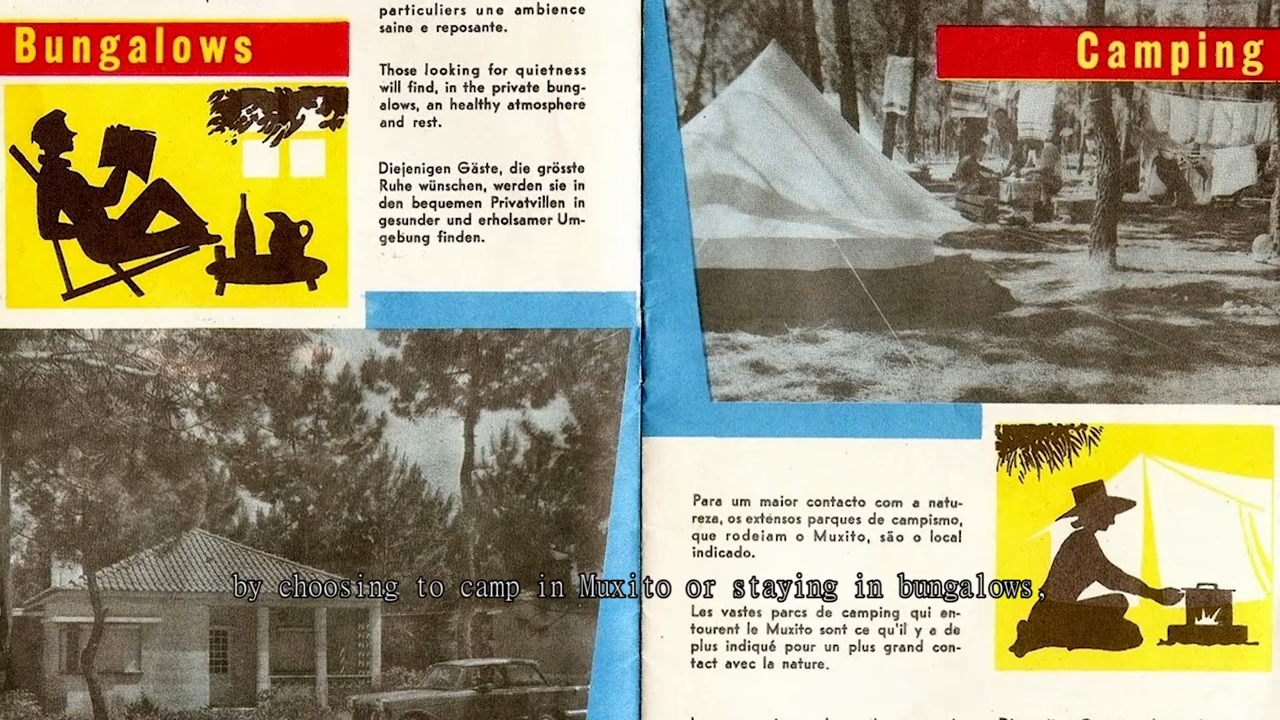 Bungalows
particuliers une ambience
saine e reposante.
Those looking for quietness
will find, in the private bung-
alows, an healthy atmosphere
and rest.
Diejenigen Gäste, die grösste
Ruhe wünschen, werden sie in
den bequemen Privatvillen in
gesunder und erholsamer Um-
gebung finden.
Camping
Para um maior contacto com a natu-
reza, os extensos parques de campismo,
que rodeiam o Muxito, são o local
indicado.
by choosing to camp in Muxito or staying in bungalows,
Les vastes parcs de camping qui en-
tourent le Muxito sont ce qu'il y a de
plus indiqué pour un plus grand con-
tact avec la nature.